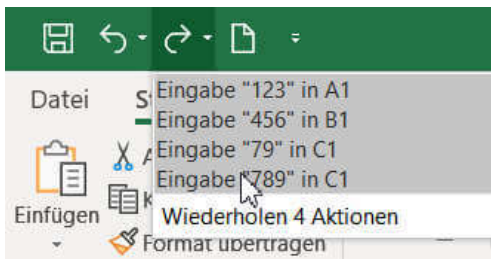 Datei
Eingabe "123" in A1
Eingabe "456" in B1
Eingabe "79" in C1
Eingabe "789" in C1
Wiederholen 4 Aktionen
Einfügen
Format übertragen